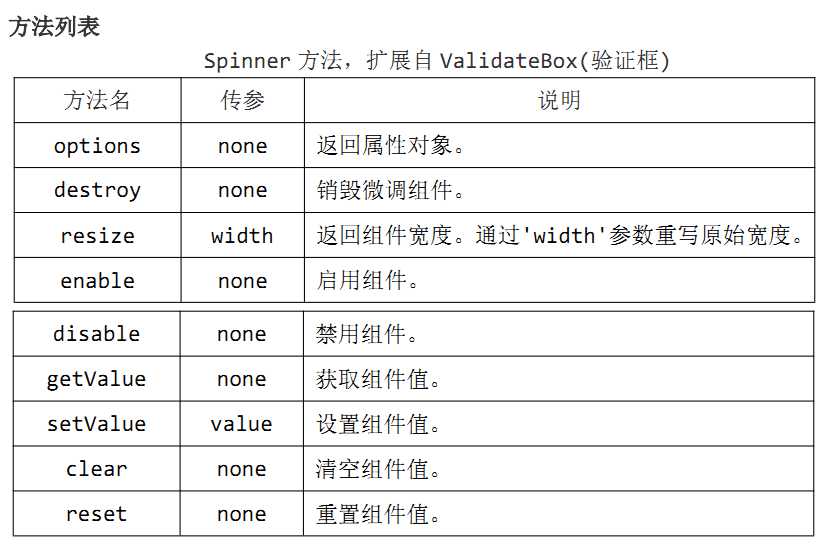 方法列表
Spinner 方法，扩展自 ValidateBox(验证框)
方法名 传参 说明
options none 返回属性对象。
destroy none 销毁微调组件。
resize width 返回组件宽度。通过'width'参数重写原始宽度。
enable none 启用组件。
disable none 禁用组件。
getValue none 获取组件值。
setValue value 设置组件值。
clear none 清空组件值。
reset none 重置组件值。